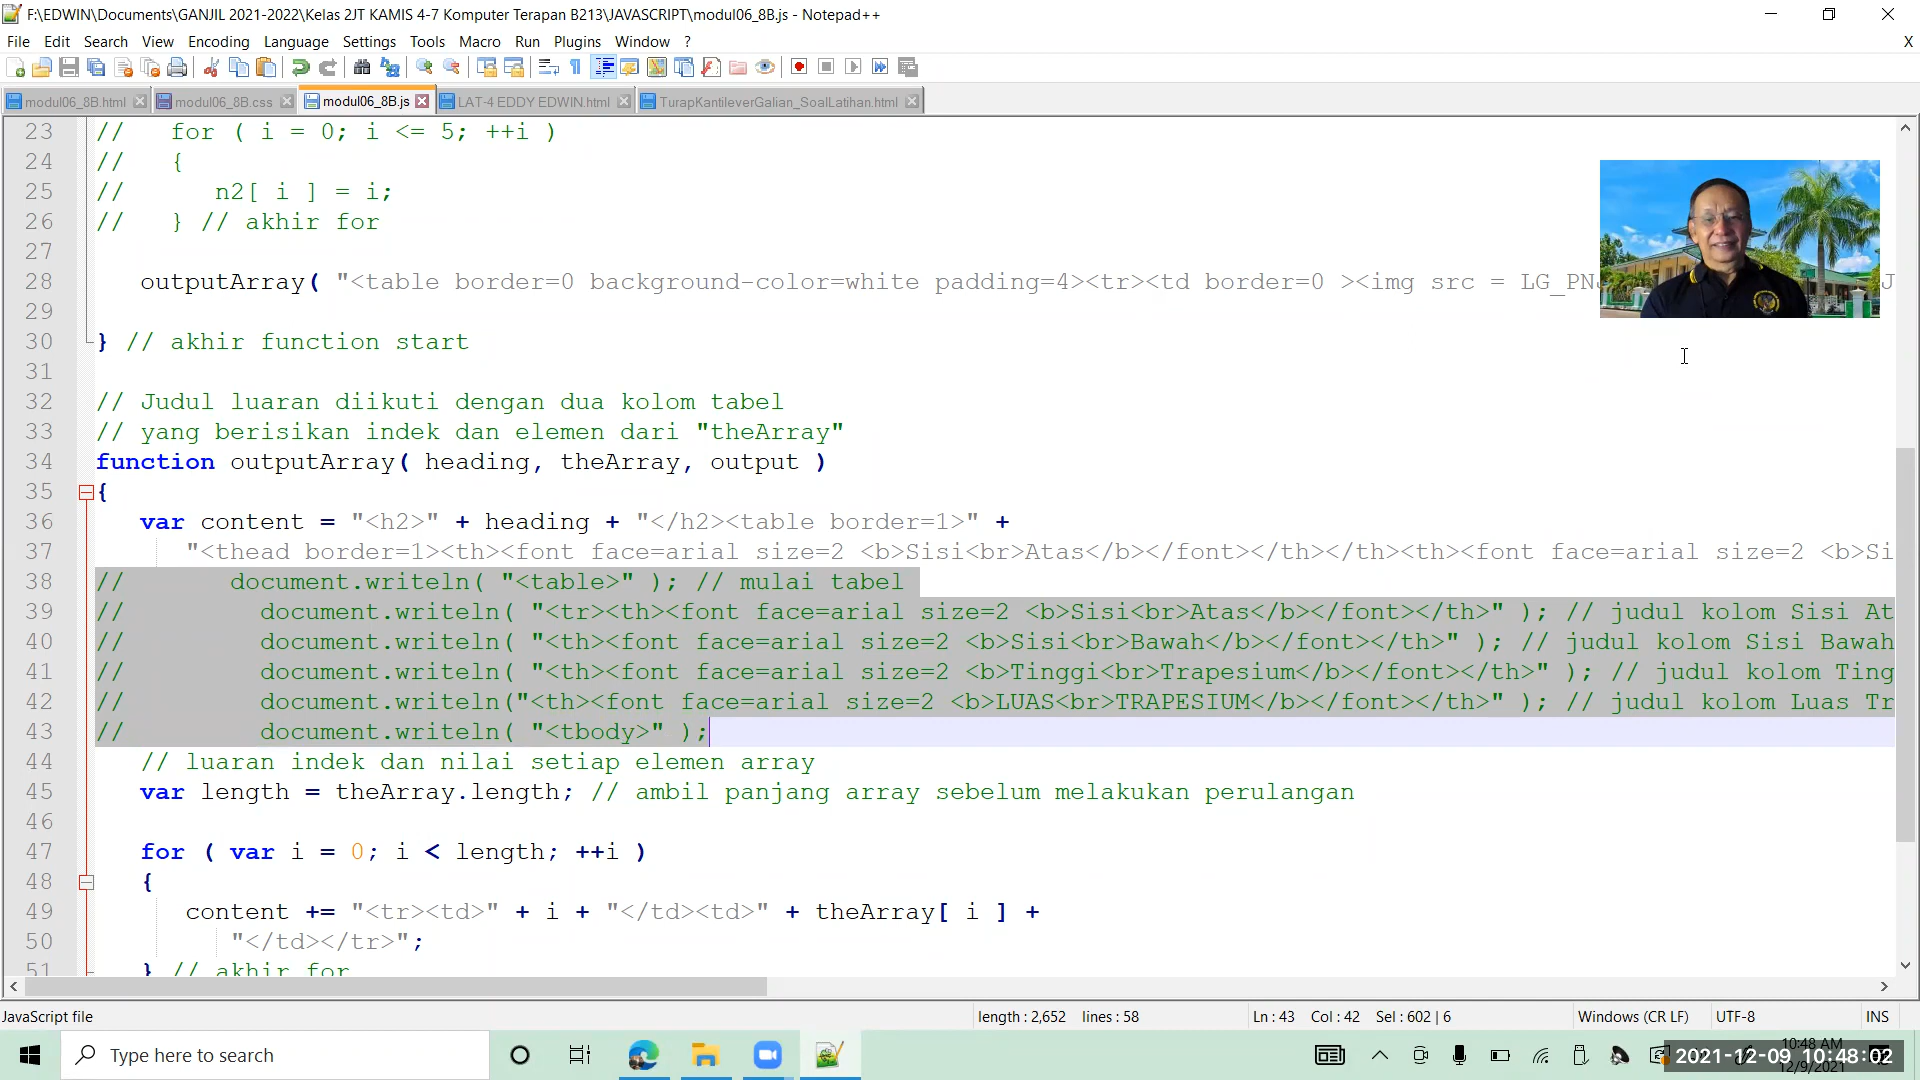 F:\EDWIN\Documents\GANJIL 2021-2022\Kelas 2JT KAMIS 4-7 Komputer Terapan B213\JAVASCRIPT\modul06_8B.js - Notepad++
File Edit Search View Encoding Language Settings Tools Macro Run Plugins Window ? X
modul06_8B.html modul06_8B.css modul06_8B.js LAT-4 EDDY EDWIN.html TurapKantileverGalian_SoalLatihan.html
23 // for ( i = 0; i <= 5; ++i )
24 // {
25 // n2[ i ] = i;
26 // } // akhir for
27
28 outputArray( "<table border=0 background-color=white padding=4><tr><td border=0 ><img src = LG_PN
29
30 } // akhir function start
31
32 // Judul luaran diikuti dengan dua kolom tabel
33 // yang berisikan indek dan elemen dari "theArray"
34 function outputArray( heading, theArray, output )
35 {
36 var content = "<h2>" + heading + "</h2><table border=1>" +
37 "<thead border=1><th><font face=arial size=2 <b>Sisi<br>Atas</b></font></th></th><th><font face=arial size=2 <b>Si
38 // document.writeln( "<table>" ); // mulai tabel
39 // document.writeln( "<tr><th><font face=arial size=2 <b>Sisi<br>Atas</b></font></th>" ); // judul kolom Sisi At
40 // document.writeln( "<th><font face=arial size=2 <b>Sisi<br>Bawah</b></font></th>" ); // judul kolom Sisi Bawah
41 // document.writeln( "<th><font face=arial size=2 <b>Tinggi<br>Trapesium</b></font></th>" ); // judul kolom Ting
42 // document.writeln("<th><font face=arial size=2 <b>LUAS<br>TRAPESIUM</b></font></th>" ); // judul kolom Luas Tr
43 // document.writeln( "<tbody>" );
44 // luaran indek dan nilai setiap elemen array
45 var length = theArray.length; // ambil panjang array sebelum melakukan perulangan
46
47 for ( var i = 0; i < length; ++i )
48 {
49 content += "<tr><td>" + i + "</td><td>" + theArray[ i ] +
50 "</td></tr>";
51 } // akhir for
JavaScript file length : 2,652 lines : 58 Ln : 43 Col : 42 Sel : 602 | 6 Windows (CR LF) UTF-8 INS
Type here to search
10:48 AM
2021-12-09 10:48:02
12/9/2021